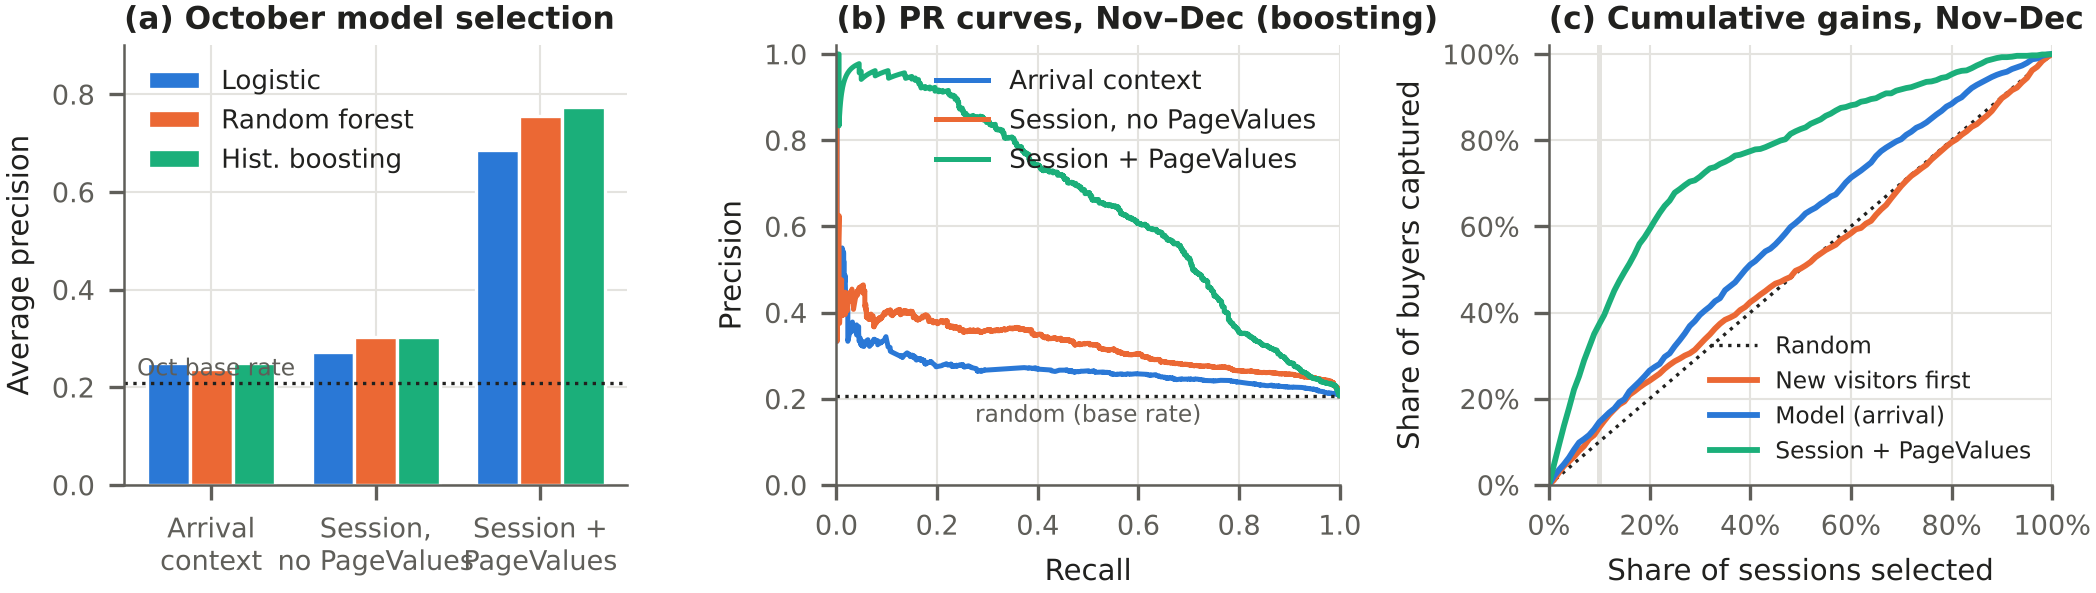 (a) October model selection
Average precision
0.8
0.6
0.4
0.2
0.0
Logistic
Random forest
Hist. boosting
Oct base rate
Arrival
context
Session,
no PageValues
Session +
PageValues
(b) PR curves, Nov–Dec (boosting)
Precision
1.0
0.8
0.6
0.4
0.2
0.0
Arrival context
Session, no PageValues
Session + PageValues
random (base rate)
0.0 0.2 0.4 0.6 0.8 1.0
Recall
(c) Cumulative gains, Nov–Dec
Share of buyers captured
100%
80%
60%
40%
20%
0%
Random
New visitors first
Model (arrival)
Session + PageValues
0% 20% 40% 60% 80% 100%
Share of sessions selected